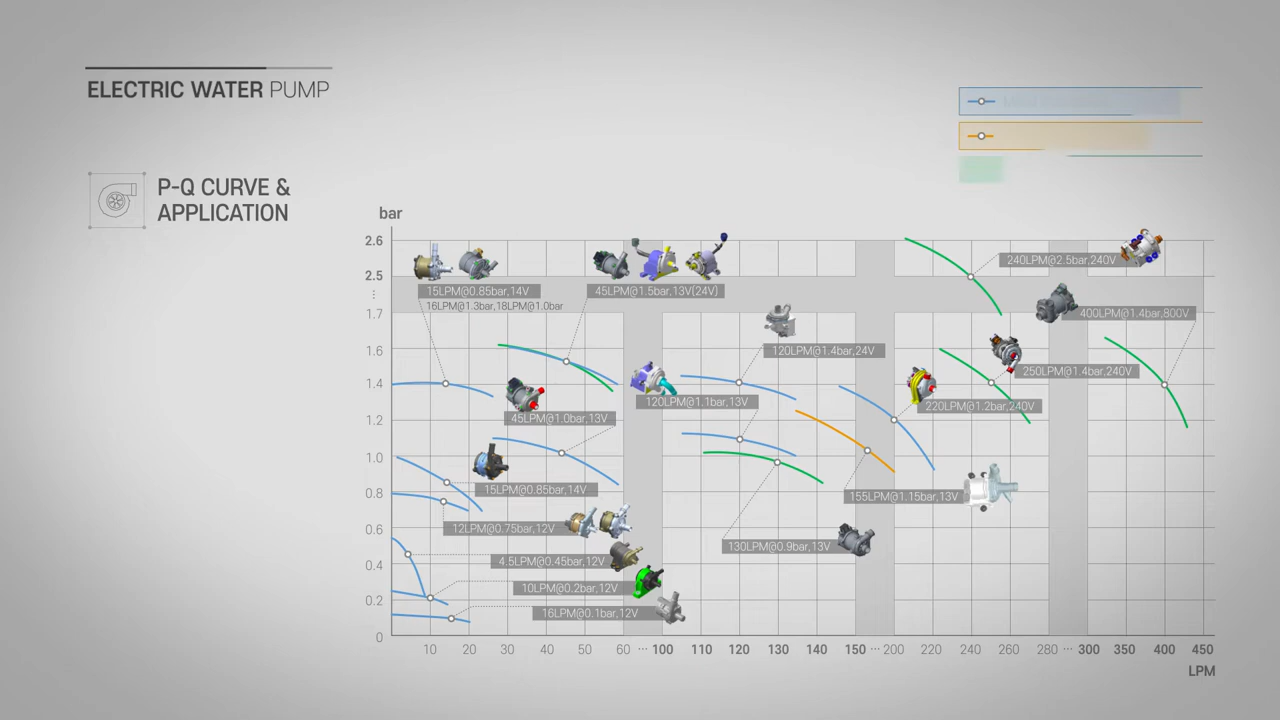 ELECTRIC WATER PUMP
P-Q CURVE &
APPLICATION
bar
2.6
2.5
⋮
1.7
1.6
1.4
1.2
1.0
0.8
0.6
0.4
0.2
0
240LPM@2.5bar,240V
15LPM@0.85bar,14V
45LPM@1.5bar,13V(24V)
16LPM@1.3bar,18LPM@1.0bar
400LPM@1.4bar,800V
120LPM@1.4bar,24V
250LPM@1.4bar,240V
120LPM@1.1bar,13V
220LPM@1.2bar,240V
45LPM@1.0bar,13V
15LPM@0.85bar,14V
155LPM@1.15bar,13V
12LPM@0.75bar,12V
130LPM@0.9bar,13V
4.5LPM@0.45bar,12V
10LPM@0.2bar,12V
16LPM@0.1bar,12V
10 20 30 40 50 60 ··· 100 110 120 130 140 150 ··· 200 220 240 260 280 ··· 300 350 400 450
LPM